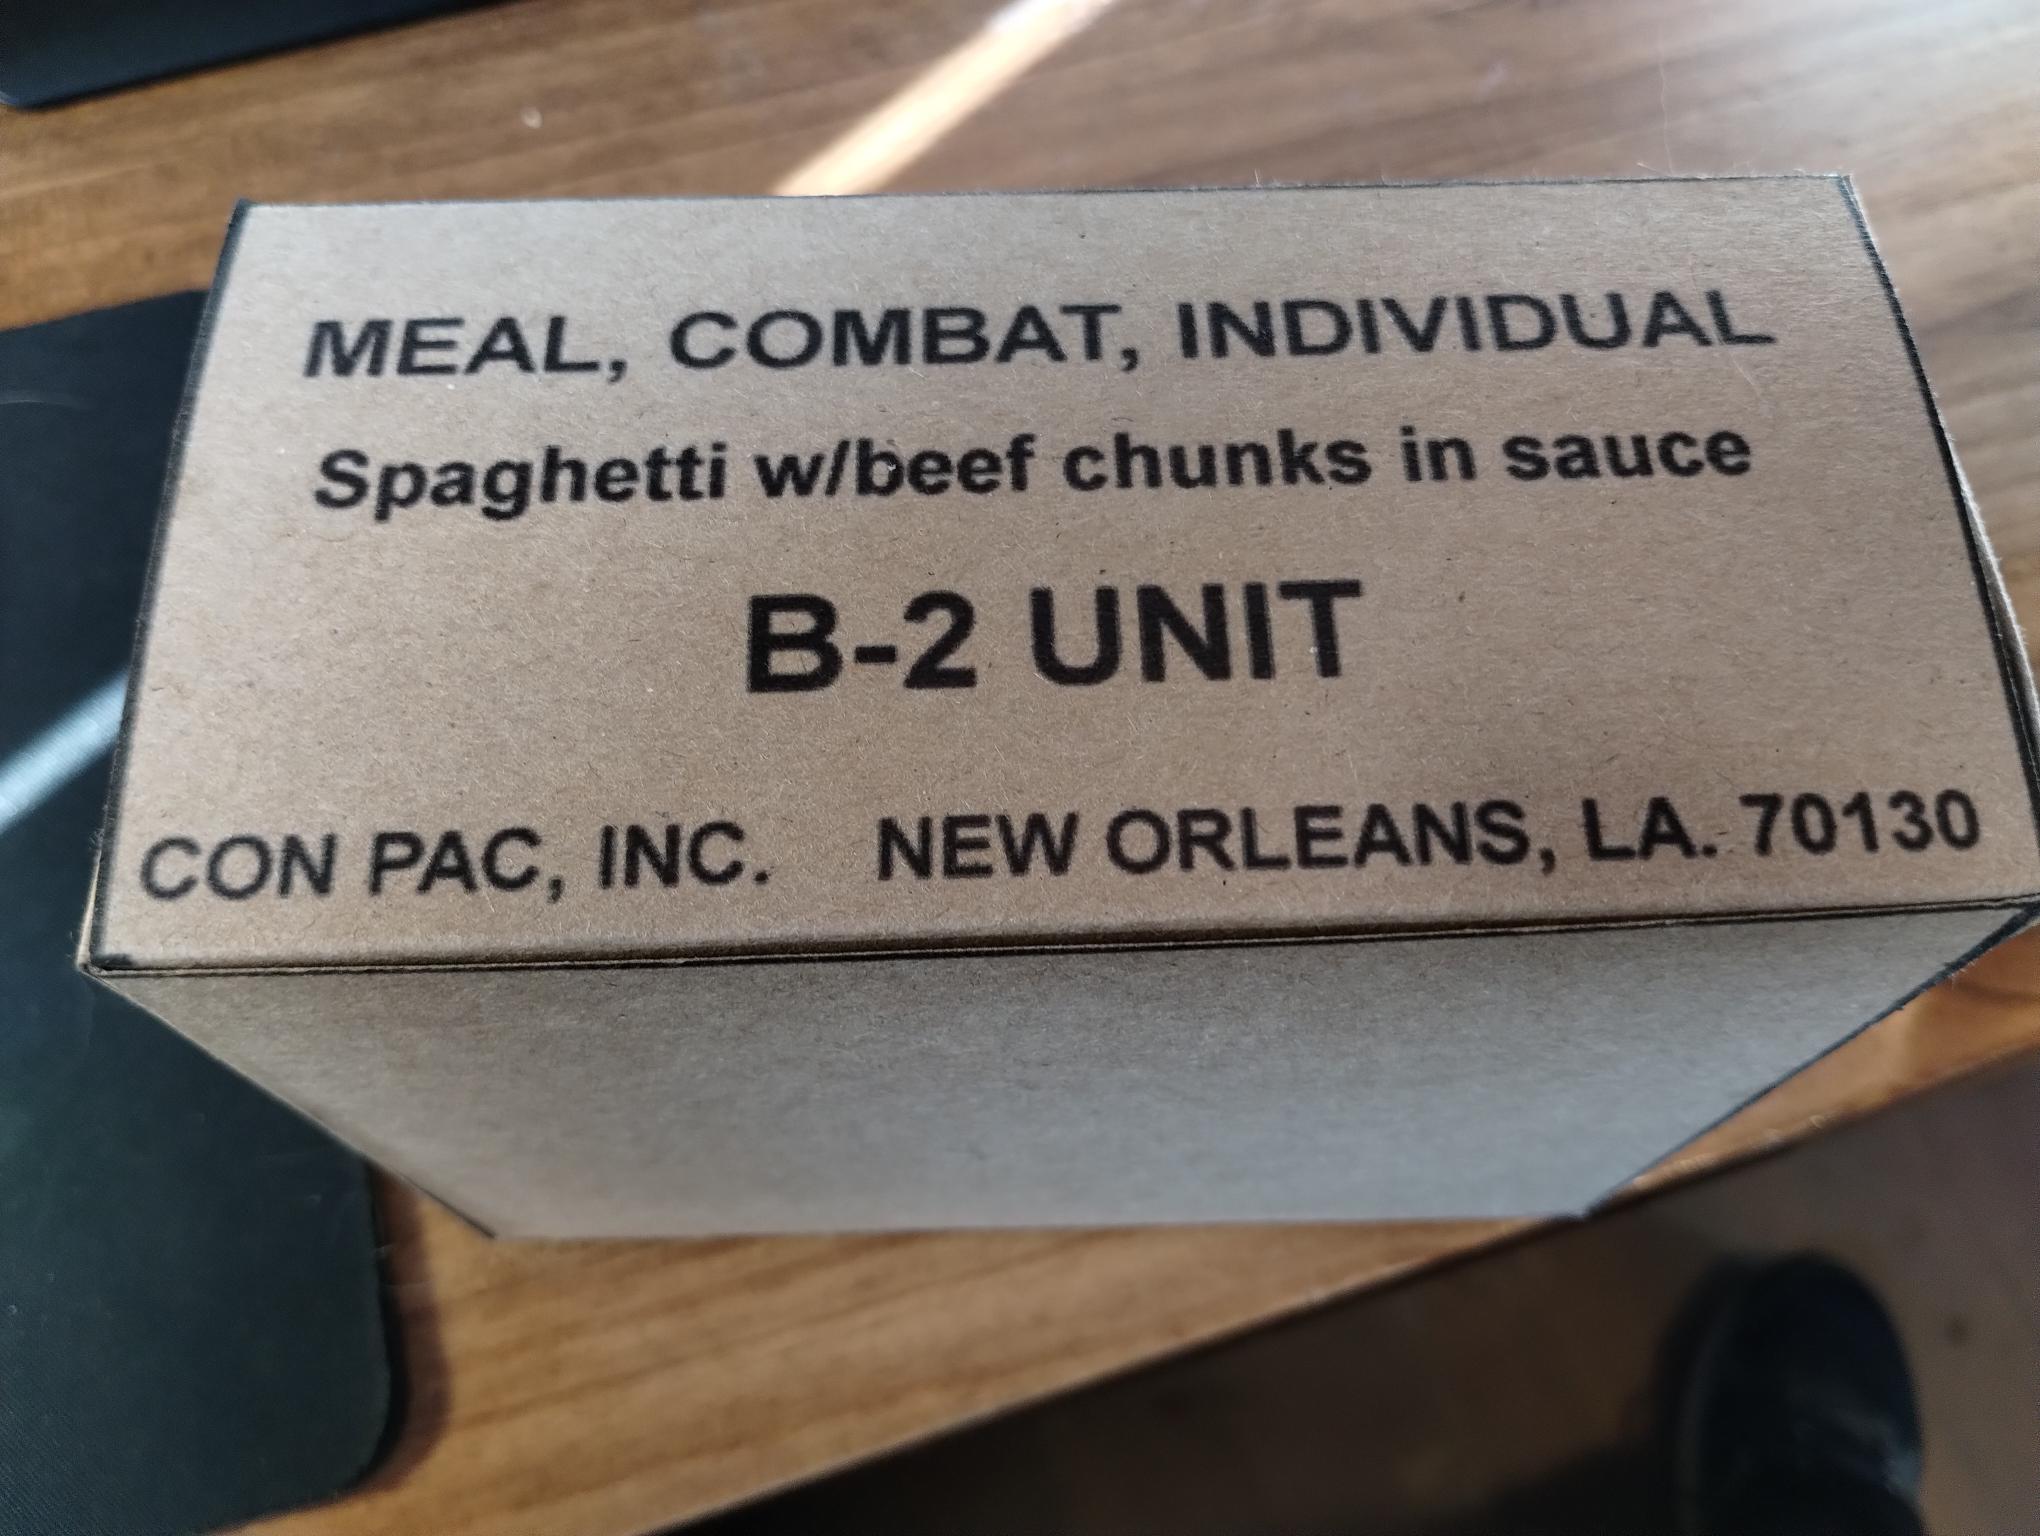 MEAL, COMBAT, INDIVIDUAL
Spaghetti w/beef chunks in sauce
B-2 UNIT
CON PAC, INC. NEW ORLEANS, LA. 70130